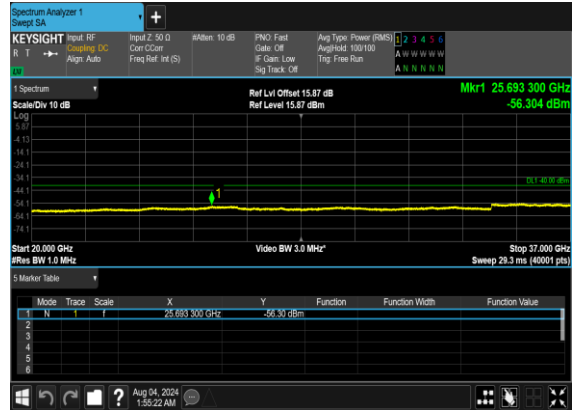 Spectrum Analyzer 1
Swept SA
+
KEYSIGHT Input: RF Input Z: 50 Ω #Atten: 10 dB PNO: Fast Avg Type: Power (RMS) 1 2 3 4 5 6
R T Coupling: DC Corr CCorr Gate: Off Avg|Hold: 100/100 A W W W W W
Align: Auto Freq Ref: Int (S) IF Gain: Low Trig: Free Run
Sig Track: Off A N N N N N
1 Spectrum Ref Lvl Offset 15.87 dB Mkr1 25.693 300 GHz
Scale/Div 10 dB Ref Level 15.87 dBm -56.304 dBm
Log
5.87
-4.13
-14.1
-24.1
-34.1
DL1 -40.00 dBm
-44.1
1
-54.1
-64.1
-74.1
Start 20.000 GHz Video BW 3.0 MHz* Stop 37.000 GHz
#Res BW 1.0 MHz Sweep 29.3 ms (40001 pts)
5 Marker Table
Mode Trace Scale X Y Function Function Width Function Value
1 N 1 f 25.693 300 GHz -56.30 dBm
2
3
4
5
6
? Aug 04, 2024
1:55:22 AM